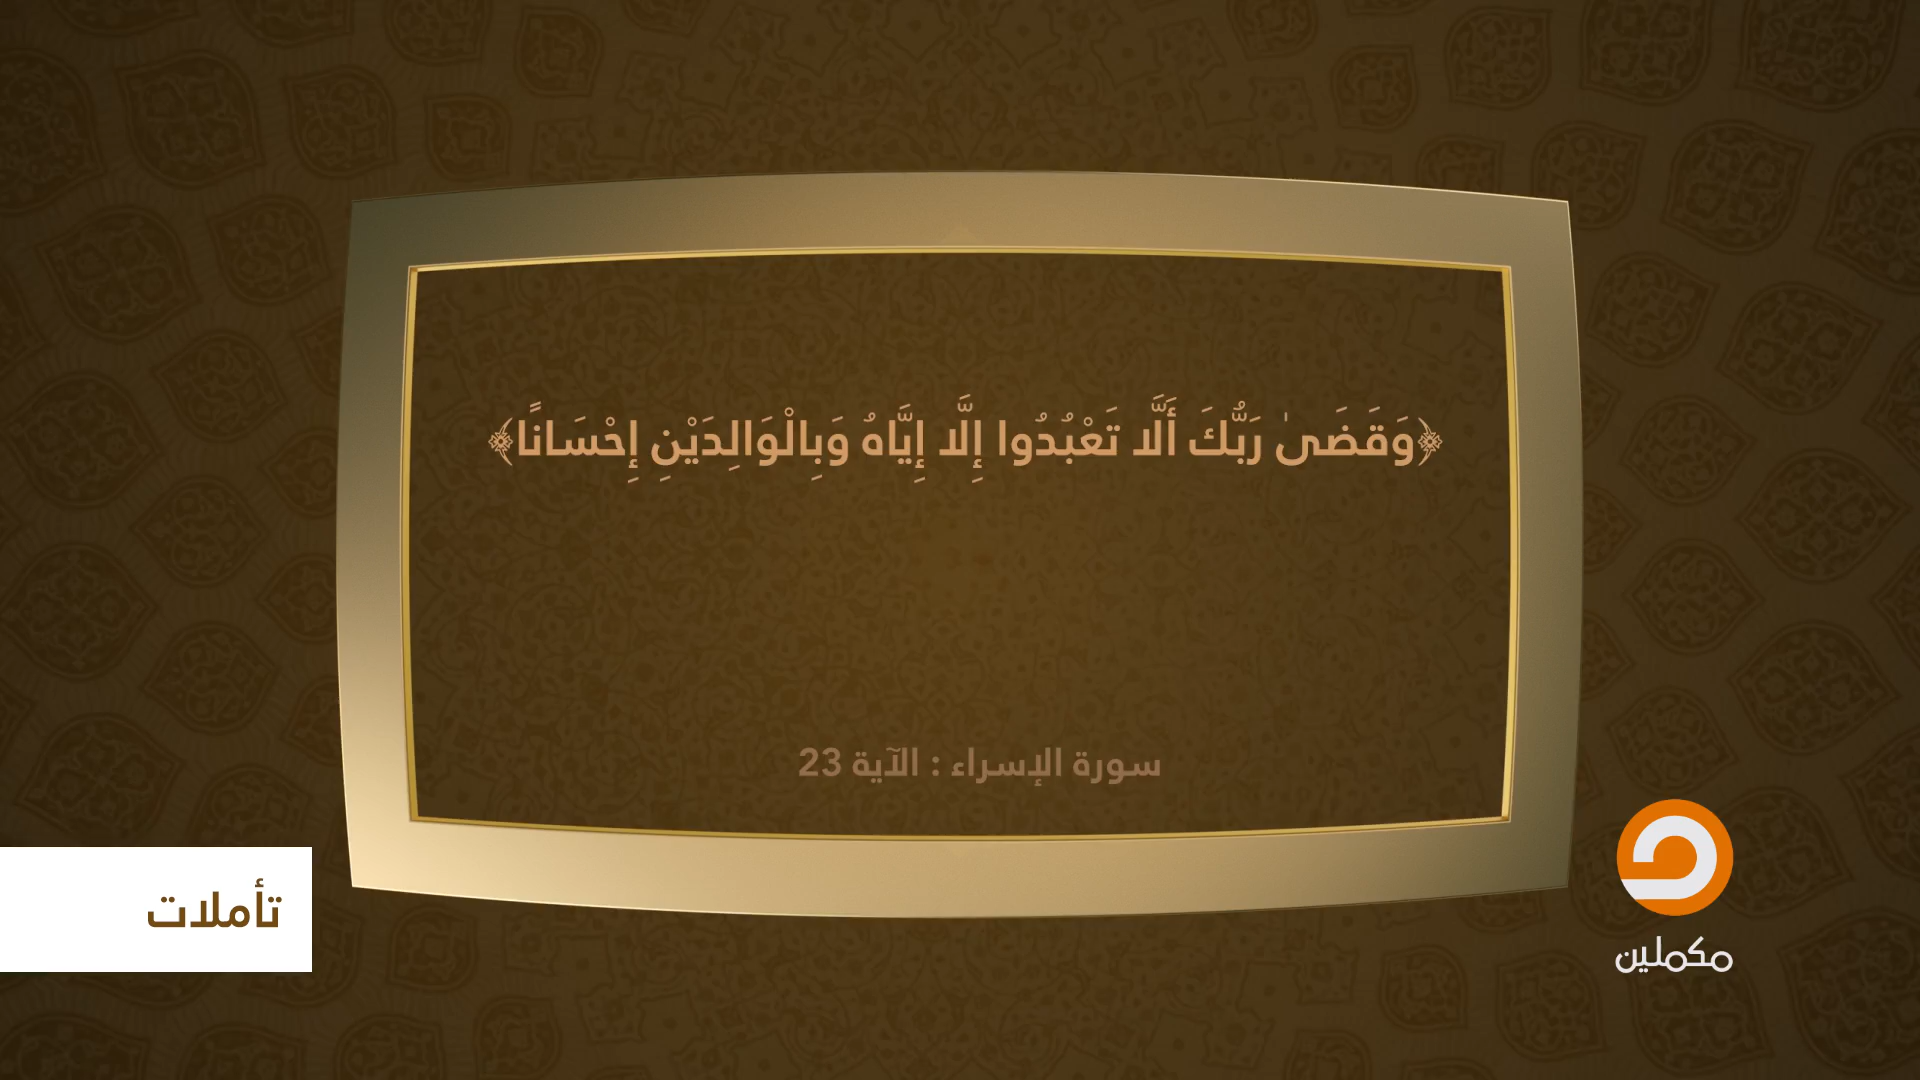 ﴿وَقَضَىٰ رَبُّكَ أَلَّا تَعْبُدُوا إِلَّا إِيَّاهُ وَبِالْوَالِدَيْنِ إِحْسَانًا﴾
سورة الإسراء : الآية 23
تأملات
مكملين